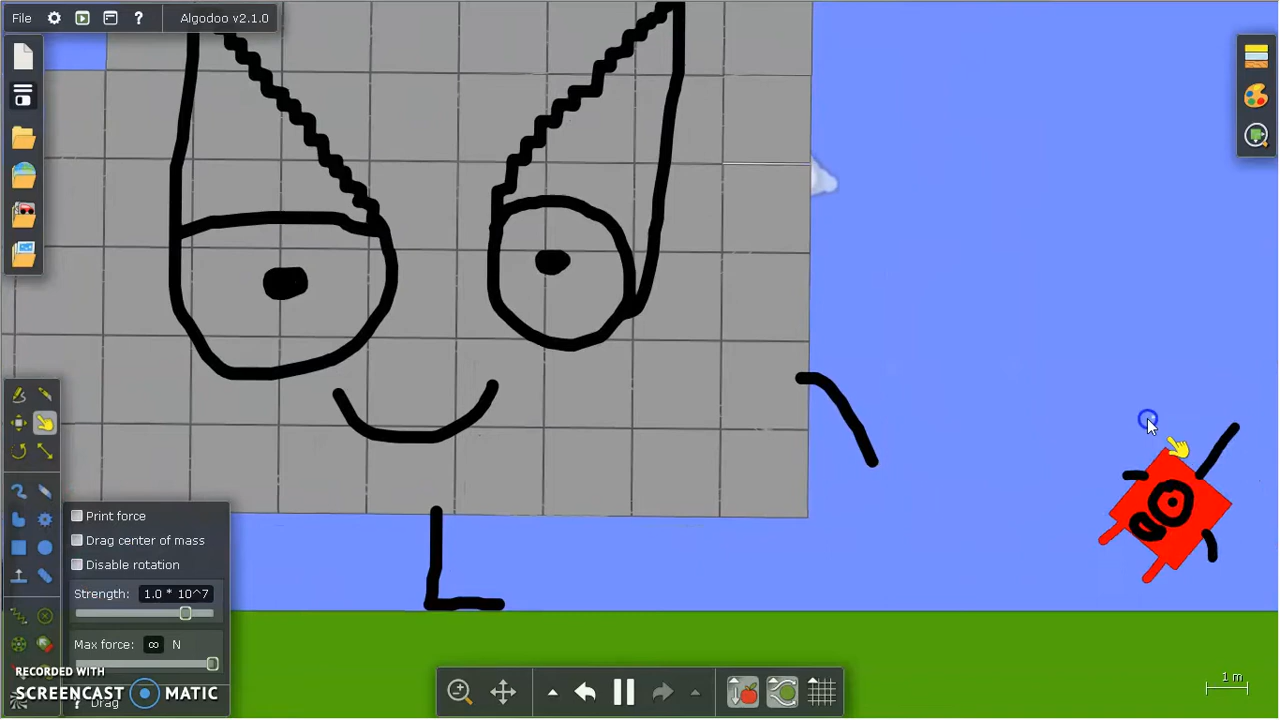 File ? Algodoo v2.1.0
Print force
Drag center of mass
Disable rotation
Strength: 1.0 * 10^7
Max force: ∞ N
RECORDED WITH
SCREENCAST MATIC
? Drag
1 m